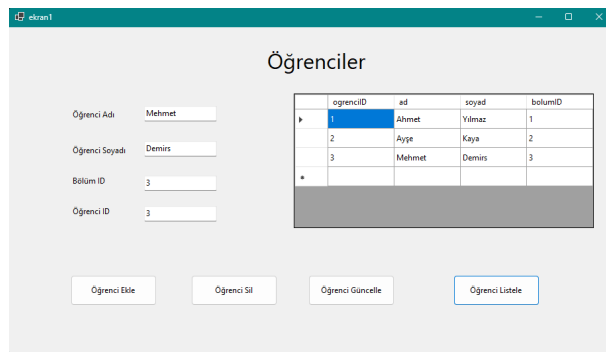 ekran1
Öğrenciler
Öğrenci Adı Mehmet
Öğrenci Soyadı Demirs
Bölüm ID 3
Öğrenci ID 3
ogrenciID ad soyad bolumID
1 Ahmet Yılmaz 1
2 Ayşe Kaya 2
3 Mehmet Demirs 3
Öğrenci Ekle Öğrenci Sil Öğrenci Güncelle Öğrenci Listele